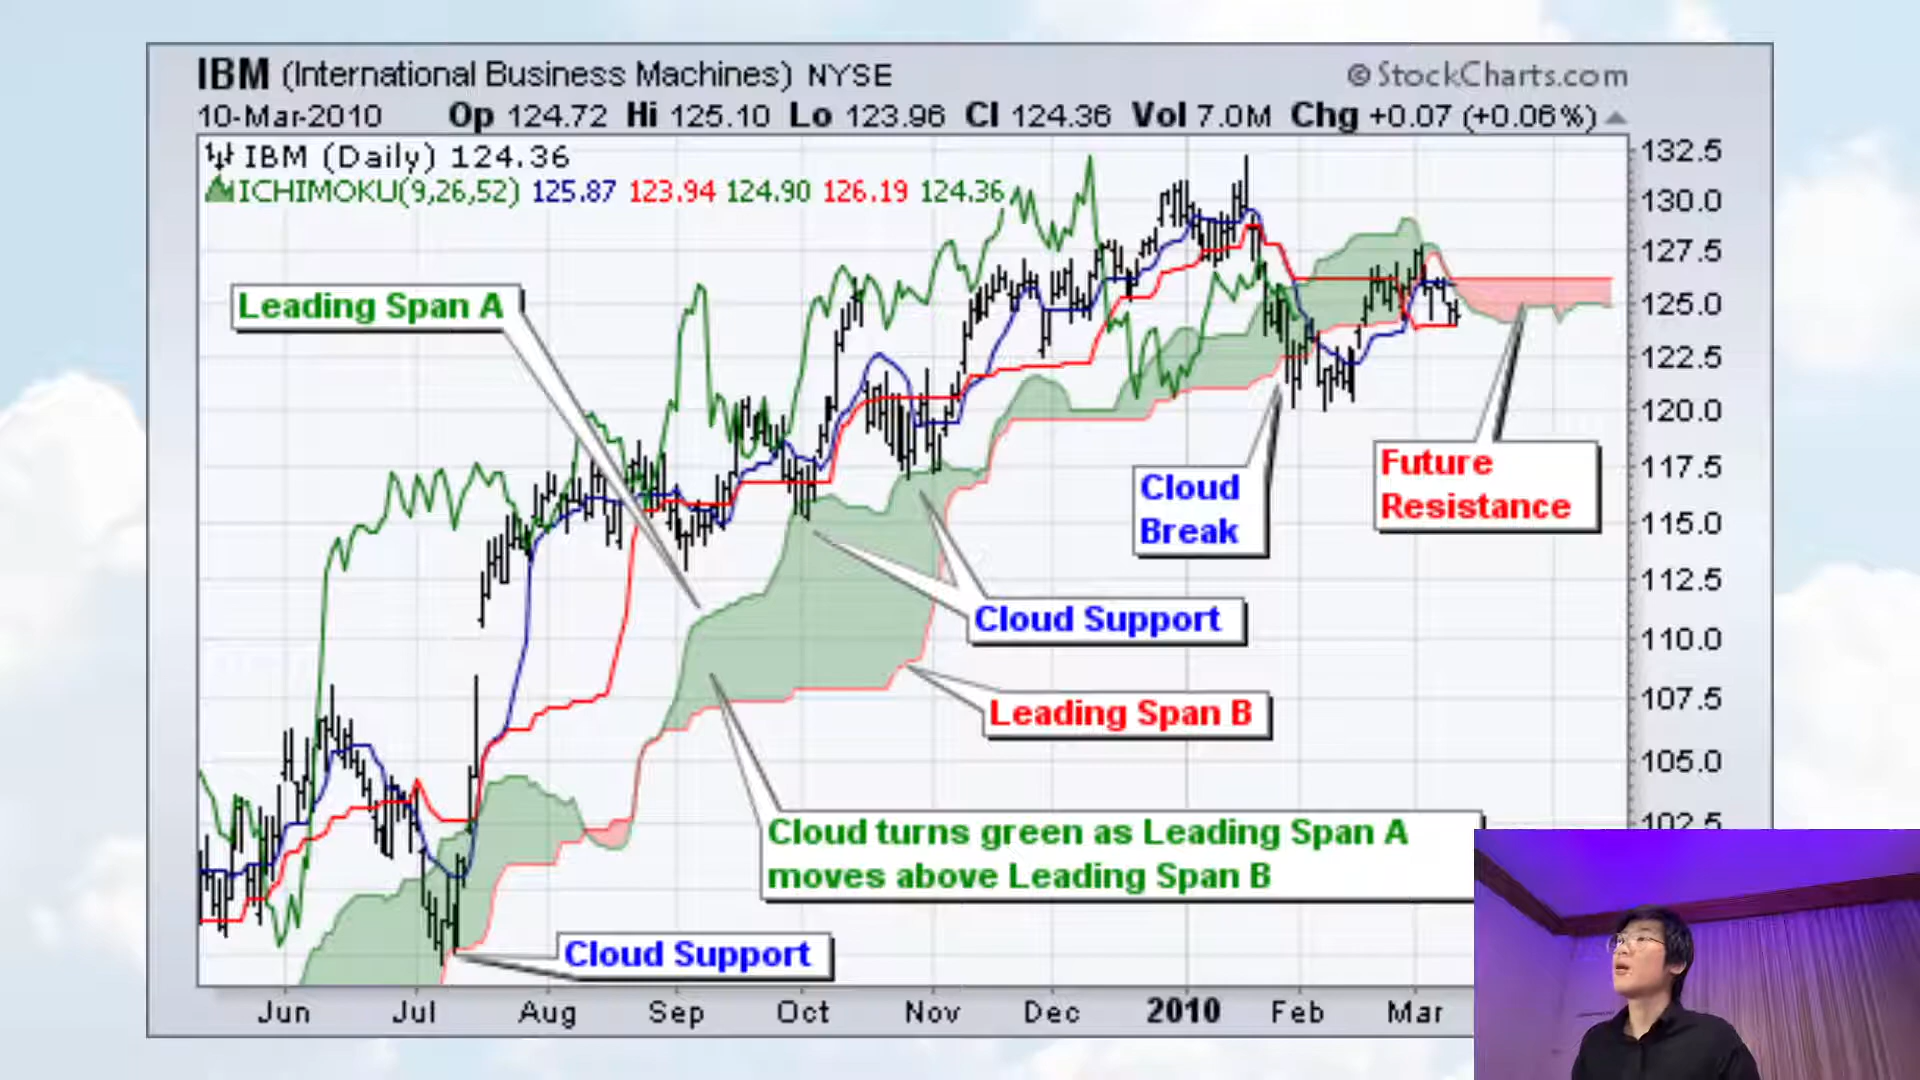 IBM (International Business Machines) NYSE
© StockCharts.com
10-Mar-2010 Op 124.72 Hi 125.10 Lo 123.96 Cl 124.36 Vol 7.0M Chg +0.07 (+0.06%)
IBM (Daily) 124.36
ICHIMOKU(9,26,52) 125.87 123.94 124.90 126.19 124.36
132.5
130.0
127.5
125.0
122.5
120.0
117.5
115.0
112.5
110.0
107.5
105.0
102.5
Leading Span A
Future
Resistance
Cloud
Break
Cloud Support
Leading Span B
Cloud turns green as Leading Span A
moves above Leading Span B
Cloud Support
Jun Jul Aug Sep Oct Nov Dec 2010 Feb Mar